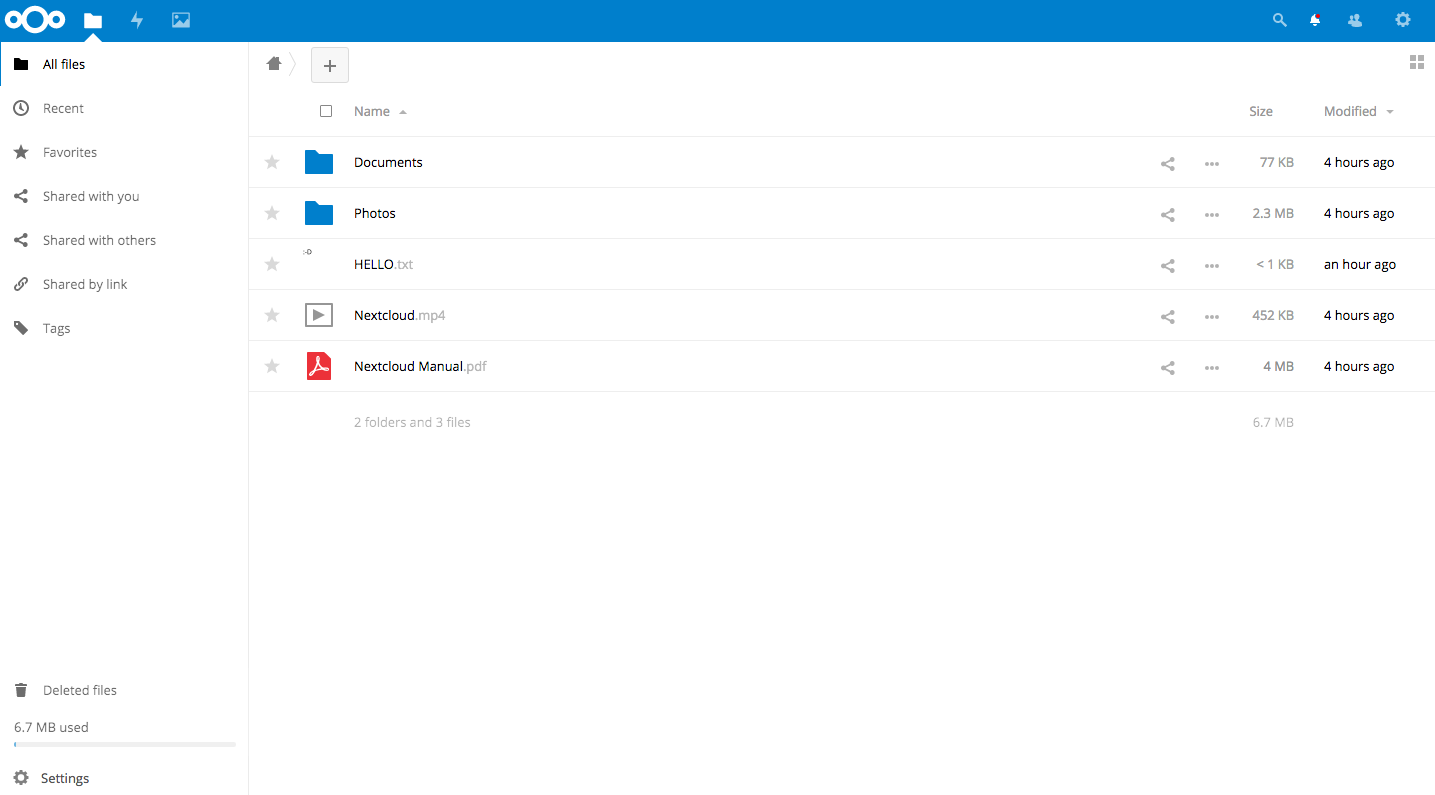 All files
Recent
Favorites
Shared with you
Shared with others
Shared by link
Tags
Deleted files
6.7 MB used
Settings
Name Size Modified
Documents 77 KB 4 hours ago
Photos 2.3 MB 4 hours ago
:-D
HELLO.txt < 1 KB an hour ago
Nextcloud.mp4 452 KB 4 hours ago
Nextcloud Manual.pdf 4 MB 4 hours ago
2 folders and 3 files 6.7 MB